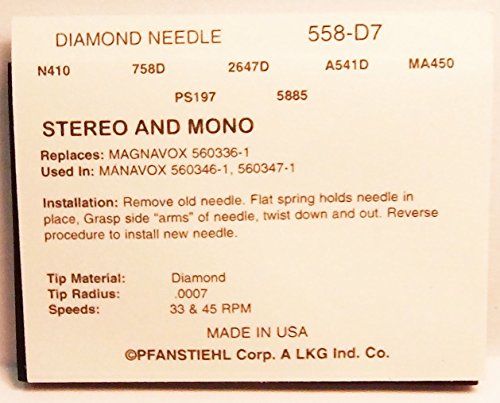 DIAMOND NEEDLE 558-D7
N410 758D 2647D A541D MA450
PS197 5885
STEREO AND MONO
Replaces: MAGNAVOX 560336-1
Used In: MANAVOX 560346-1, 560347-1
Installation: Remove old needle. Flat spring holds needle in
place, Grasp side "arms" of needle, twist down and out. Reverse
procedure to install new needle.
Tip Material: Diamond
Tip Radius: .0007
Speeds: 33 & 45 RPM
MADE IN USA
©PFANSTIEHL Corp. A LKG Ind. Co.